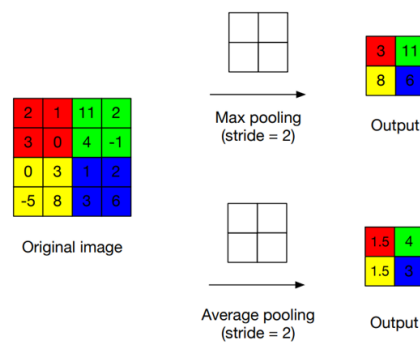 2 1 11 2
3 0 4 -1
0 3 1 2
-5 8 3 6
Original image
Max pooling
(stride = 2)
3 11
8 6
Output
Average pooling
(stride = 2)
1.5 4
1.5 3
Output